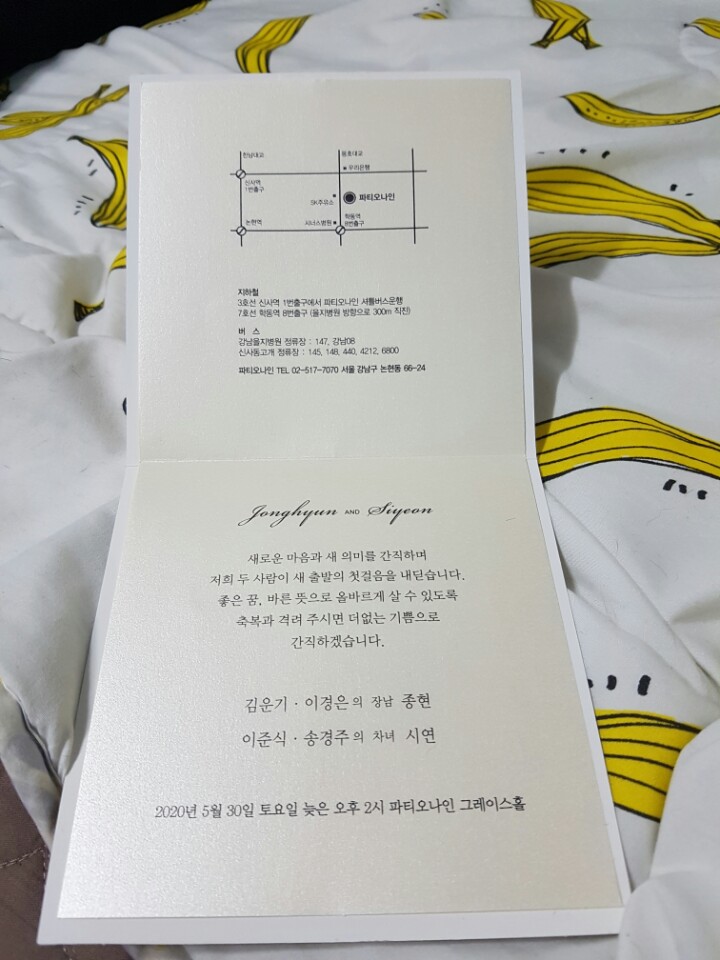 한남대교
동호대교
우리은행
신사역
1번출구
SK주유소
파티오나인
논현역
시너스병원
학동역
8번출구
지하철
3호선 신사역 1번출구에서 파티오나인 셔틀버스운행
7호선 학동역 8번출구 (을지병원 방향으로 300m 직진)
버 스
강남을지병원 정류장 : 147, 강남08
신사동고개 정류장 : 145, 148, 440, 4212, 6800
파티오나인 TEL 02-517-7070 서울 강남구 논현동 66-24
Jonghyun AND Siyeon
새로운 마음과 새 의미를 간직하며
저희 두 사람이 새 출발의 첫걸음을 내딛습니다.
좋은 꿈, 바른 뜻으로 올바르게 살 수 있도록
축복과 격려 주시면 더없는 기쁨으로
간직하겠습니다.
김운기 · 이경은의 장남 종현
이준식 · 송경주의 차녀 시연
2020년 5월 30일 토요일 늦은 오후 2시 파티오나인 그레이스홀